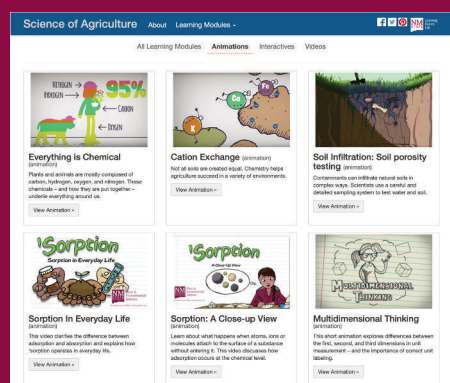 Science of Agriculture About Learning Modules
NM
All Learning Modules Animations Interactives Videos
NITROGEN
HYDROGEN
95%
CARBON
OXYGEN
Ca
K
Everything is Chemical
(animation)
Plants and animals are mostly composed of
carbon, hydrogen, oxygen, and nitrogen. These
chemicals – and how they are put together –
underlie everything around us.
View Animation »
Cation Exchange (animation)
Not all soils are created equal. Chemistry helps
agriculture succeed in a variety of environments.
View Animation »
Soil Infiltration: Soil porosity
testing (animation)
Contaminants can infiltrate natural soils in
complex ways. Scientists use a careful and
detailed sampling system to test water and soil.
View Animation »
'Sorption
Sorption in Everyday Life
NM
Sorption In Everyday Life
(animation)
This video clarifies the difference between
adsorption and absorption and explains how
'sorption operates in everyday life.
View Animation »
'Sorption
A Close-up View
NM
Sorption: A Close-up View
(animation)
Learn about what happens when atoms, ions or
molecules attach to the surface of a substance
without entering it. This video discusses how
adsorption occurs at the chemical level.
View Animation »
MULTIDIMENSIONAL
THINKING
Multidimensional Thinking
(animation)
This short animation explores differences between
the first, second, and third dimensions in unit
measurement – and the importance of correct unit
labeling.
View Animation »